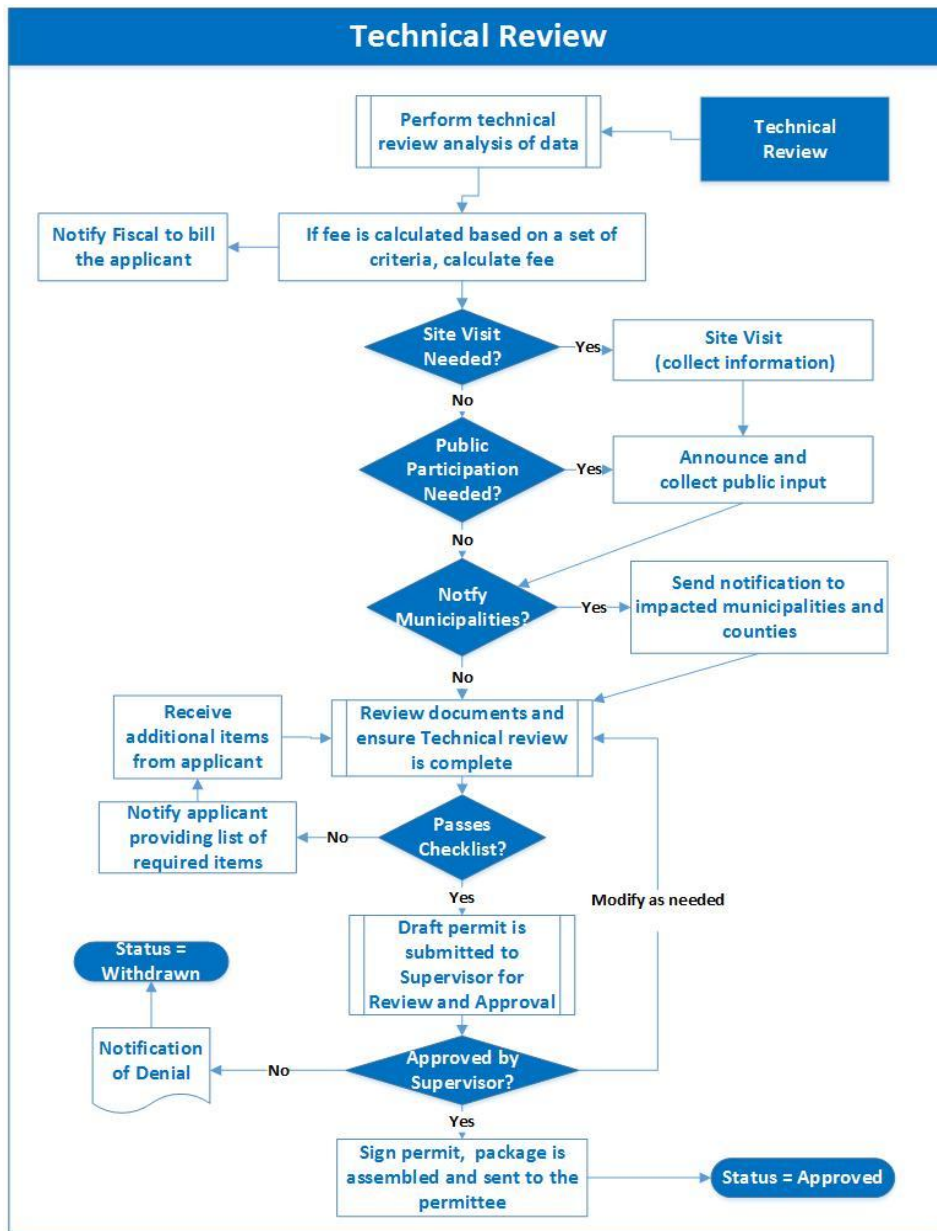 Technical Review
Perform technical
review analysis of data
Technical
Review
Notify Fiscal to bill
the applicant
If fee is calculated based on a set of
criteria, calculate fee
Site Visit
Needed?
Yes
Site Visit
(collect information)
No
Public
Participation
Needed?
Yes
Announce and
collect public input
No
Notfy
Municipalities?
Yes
Send notification to
impacted municipalities and
counties
No
Receive
additional items
from applicant
Review documents and
ensure Technical review
is complete
Notify applicant
providing list of
required items
No
Passes
Checklist?
Yes
Modify as needed
Draft permit is
submitted to
Supervisor for
Review and Approval
Status =
Withdrawn
Notification
of Denial
No
Approved by
Supervisor?
Yes
Sign permit, package is
assembled and sent to the
permittee
Status = Approved